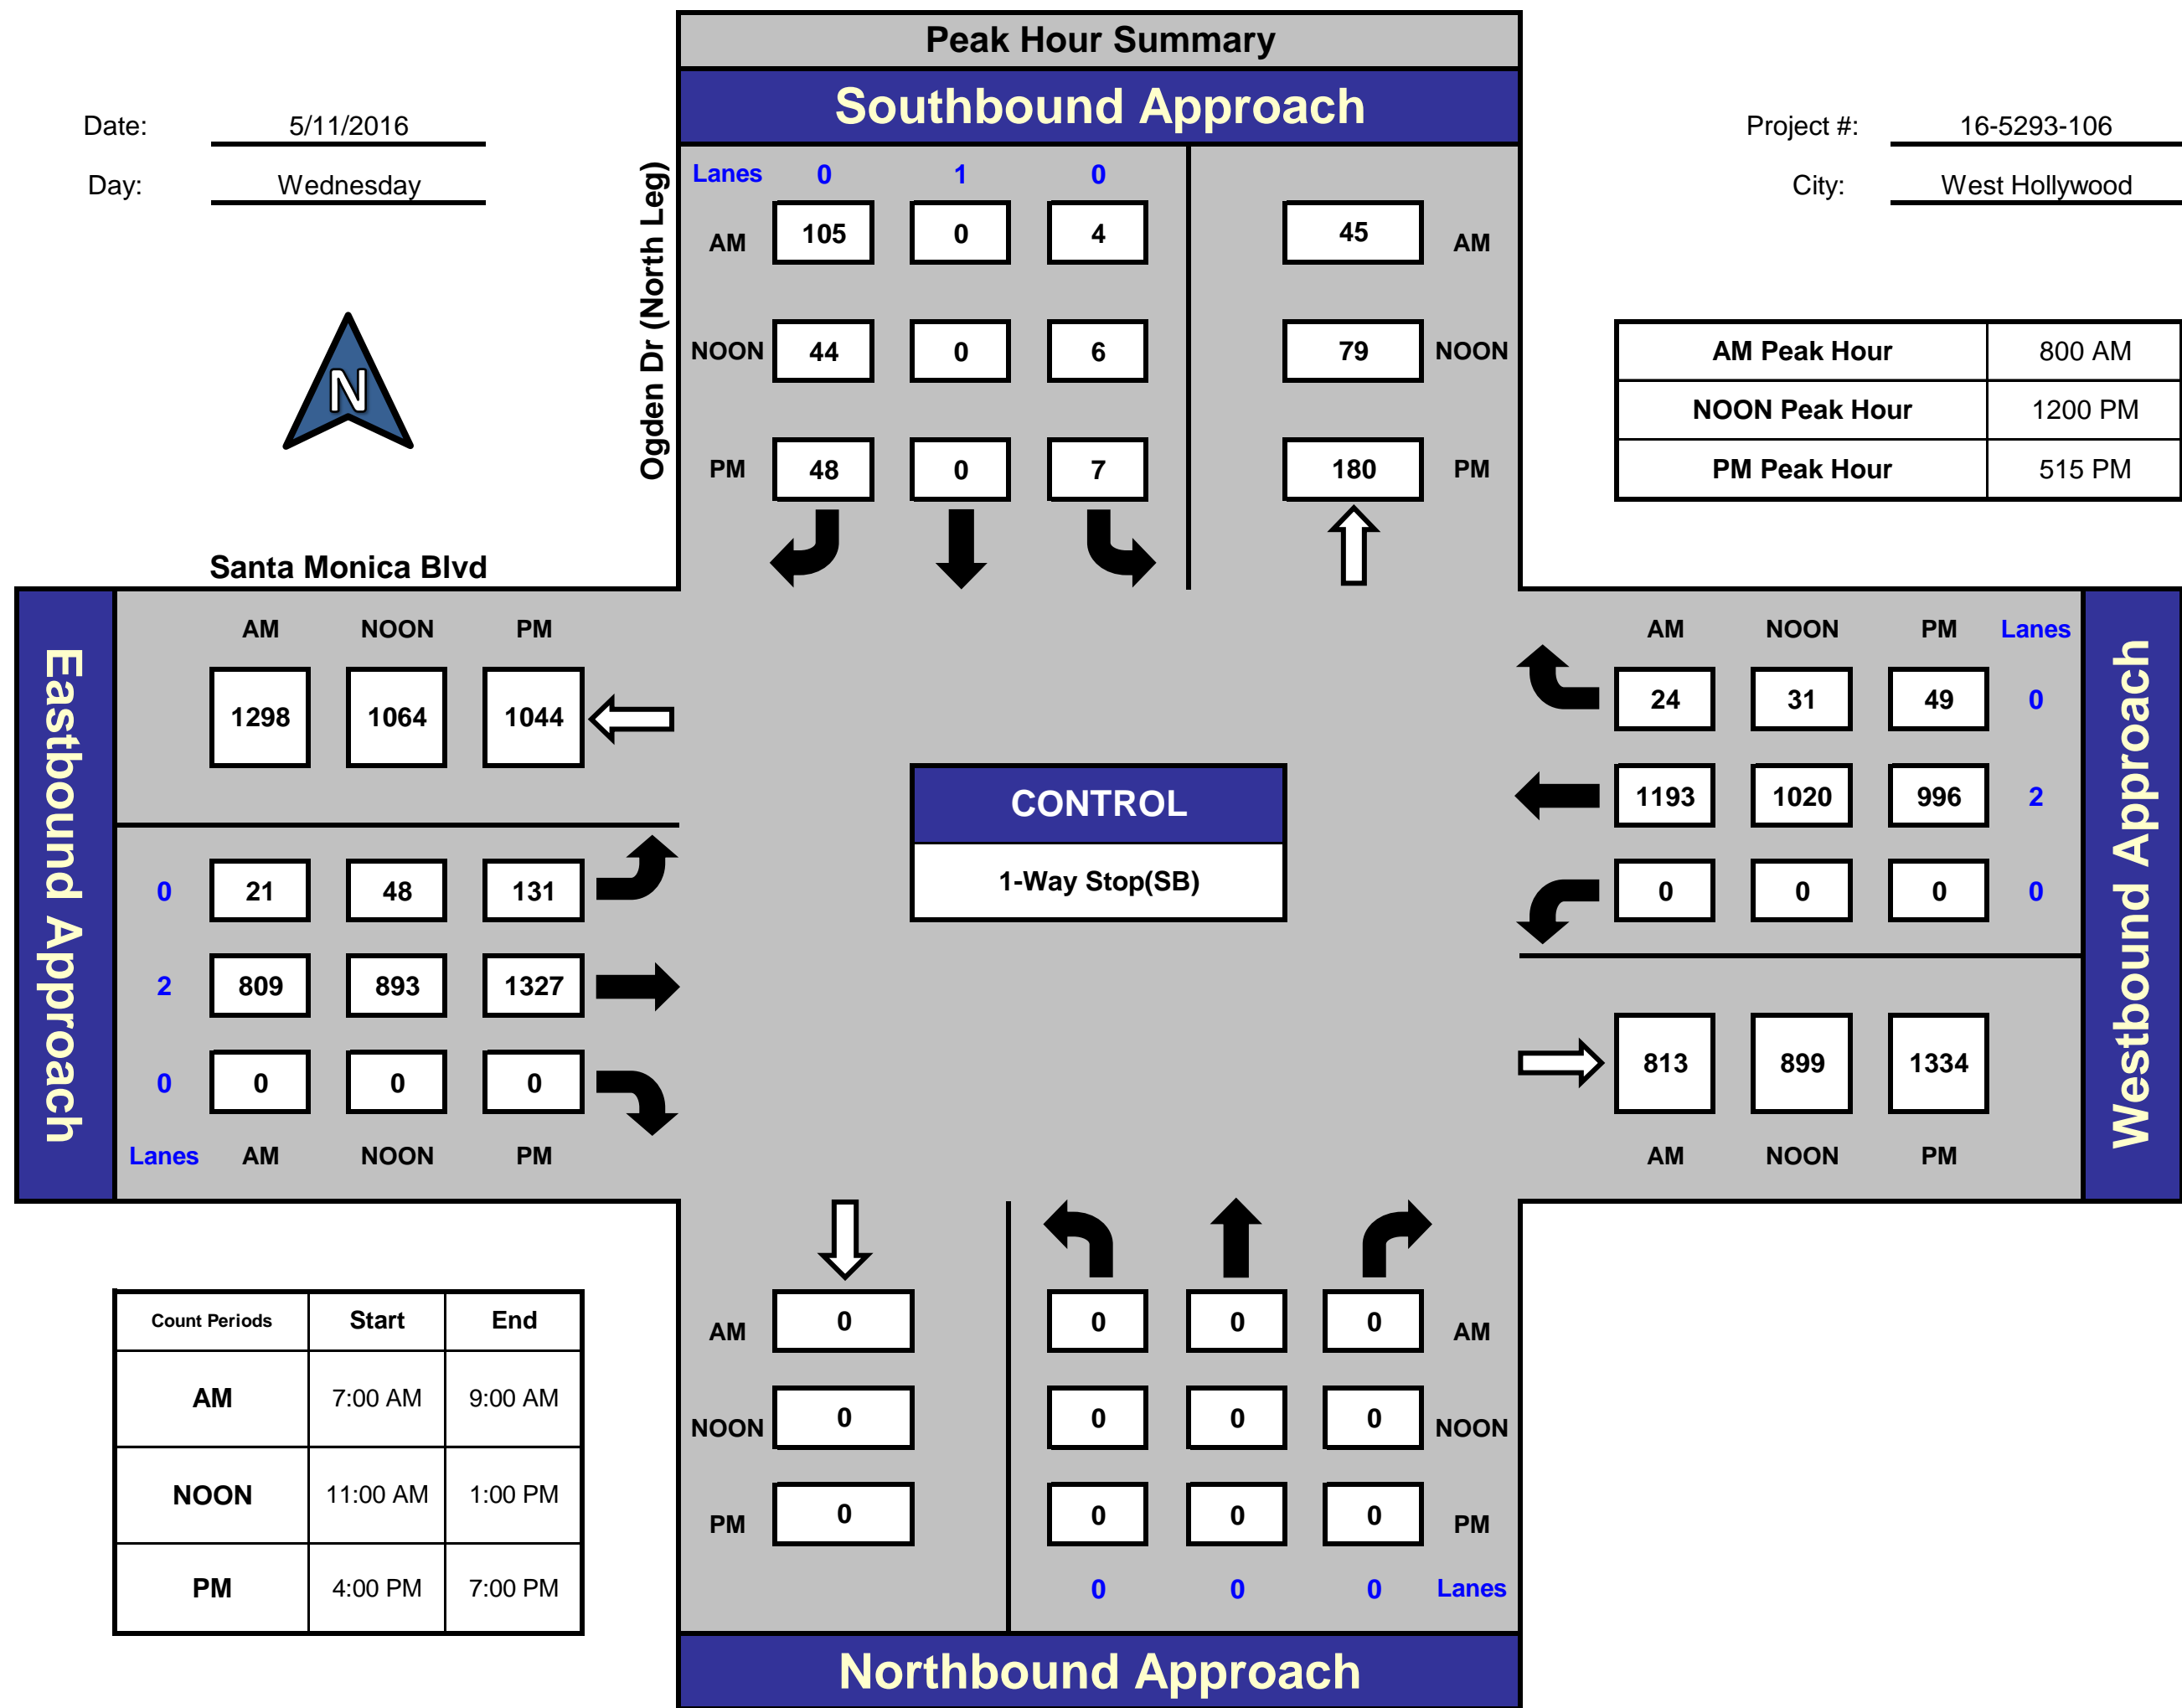 Peak Hour Summary
Southbound Approach
Date: 5/11/2016
Project #: 16-5293-106
Day: Wednesday
City: West Hollywood
Ogden Dr (North Leg)
Lanes 0 1 0
AM 105 0 4 45 AM
NOON 44 0 6 79 NOON
PM 48 0 7 180 PM
N
AM Peak Hour 800 AM
NOON Peak Hour 1200 PM
PM Peak Hour 515 PM
Santa Monica Blvd
Eastbound Approach
AM NOON PM
1298 1064 1044
0 21 48 131
2 809 893 1327
0 0 0 0
Lanes AM NOON PM
CONTROL
1-Way Stop(SB)
AM NOON PM Lanes
24 31 49 0
1193 1020 996 2
0 0 0 0
813 899 1334
AM NOON PM
Westbound Approach
Count Periods Start End
AM 7:00 AM 9:00 AM
NOON 11:00 AM 1:00 PM
PM 4:00 PM 7:00 PM
AM 0 0 0 0 AM
NOON 0 0 0 0 NOON
PM 0 0 0 0 PM
0 0 0 Lanes
Northbound Approach